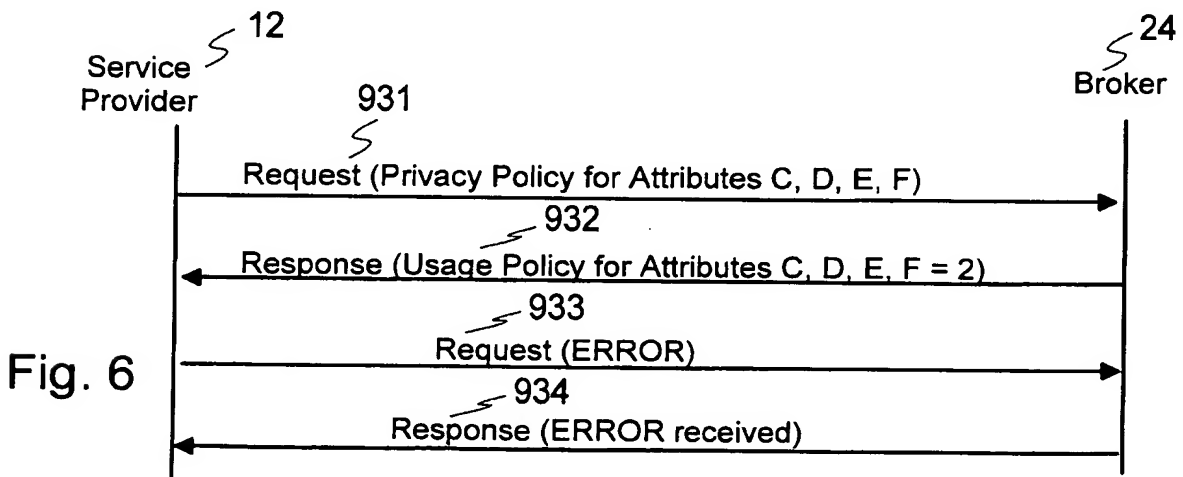 12
24
Service
Provider
Broker
931
Request (Privacy Policy for Attributes C, D, E, F)
932
Response (Usage Policy for Attributes C, D, E, F = 2)
933
Request (ERROR)
Fig. 6
934
Response (ERROR received)